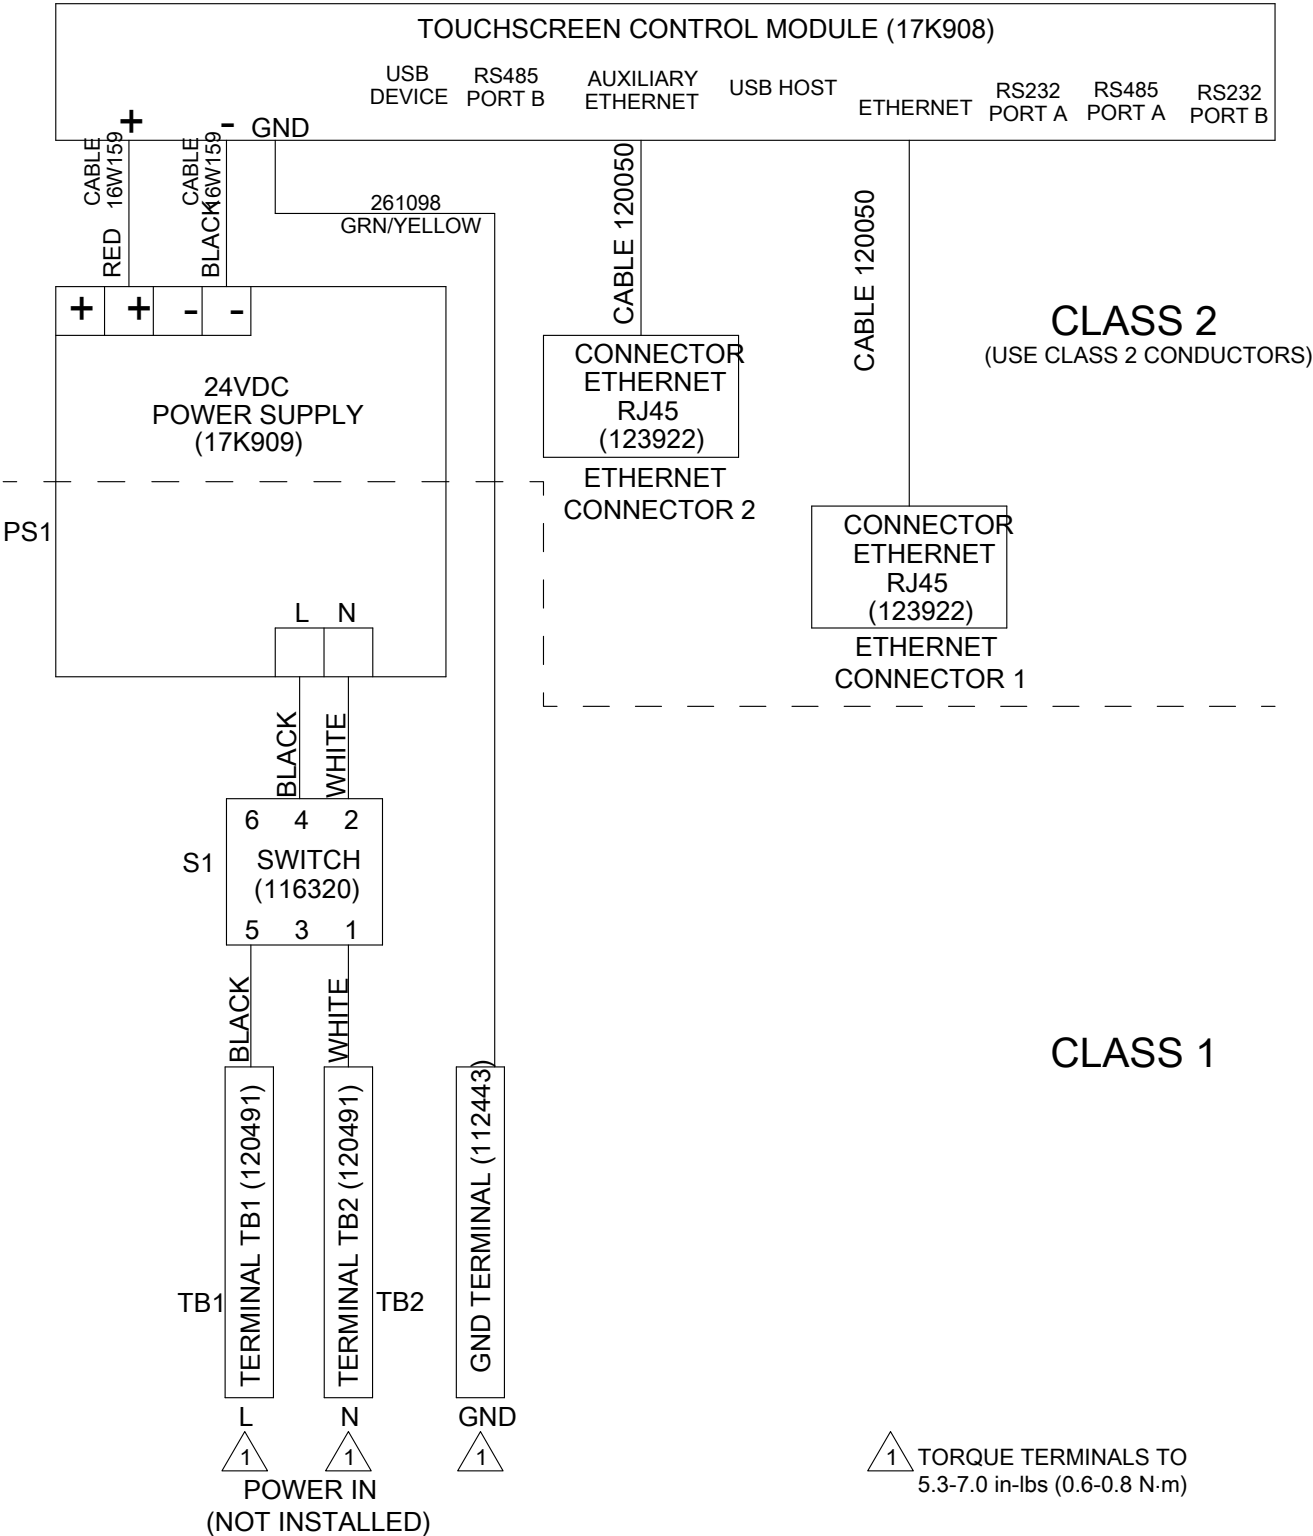 TOUCHSCREEN CONTROL MODULE (17K908)
USB
DEVICE
RS485
PORT B
AUXILIARY
ETHERNET
USB HOST
ETHERNET
RS232
PORT A
RS485
PORT A
RS232
PORT B
+
-
GND
CABLE
16W159
RED
CABLE
16W159
BLACK
261098
GRN/YELLOW
CABLE 120050
CABLE 120050
+
+
-
-
24VDC
POWER SUPPLY
(17K909)
PS1
CONNECTOR
ETHERNET
RJ45
(123922)
ETHERNET
CONNECTOR 2
CLASS 2
(USE CLASS 2 CONDUCTORS)
CONNECTOR
ETHERNET
RJ45
(123922)
ETHERNET
CONNECTOR 1
L
N
BLACK
WHITE
6 4 2
S1
SWITCH
(116320)
5 3 1
BLACK
WHITE
CLASS 1
TERMINAL TB1 (120491)
TERMINAL TB2 (120491)
GND TERMINAL (112443)
TB1
TB2
L
N
GND
1
1
1
POWER IN
(NOT INSTALLED)
1 TORQUE TERMINALS TO
5.3-7.0 in-lbs (0.6-0.8 N·m)